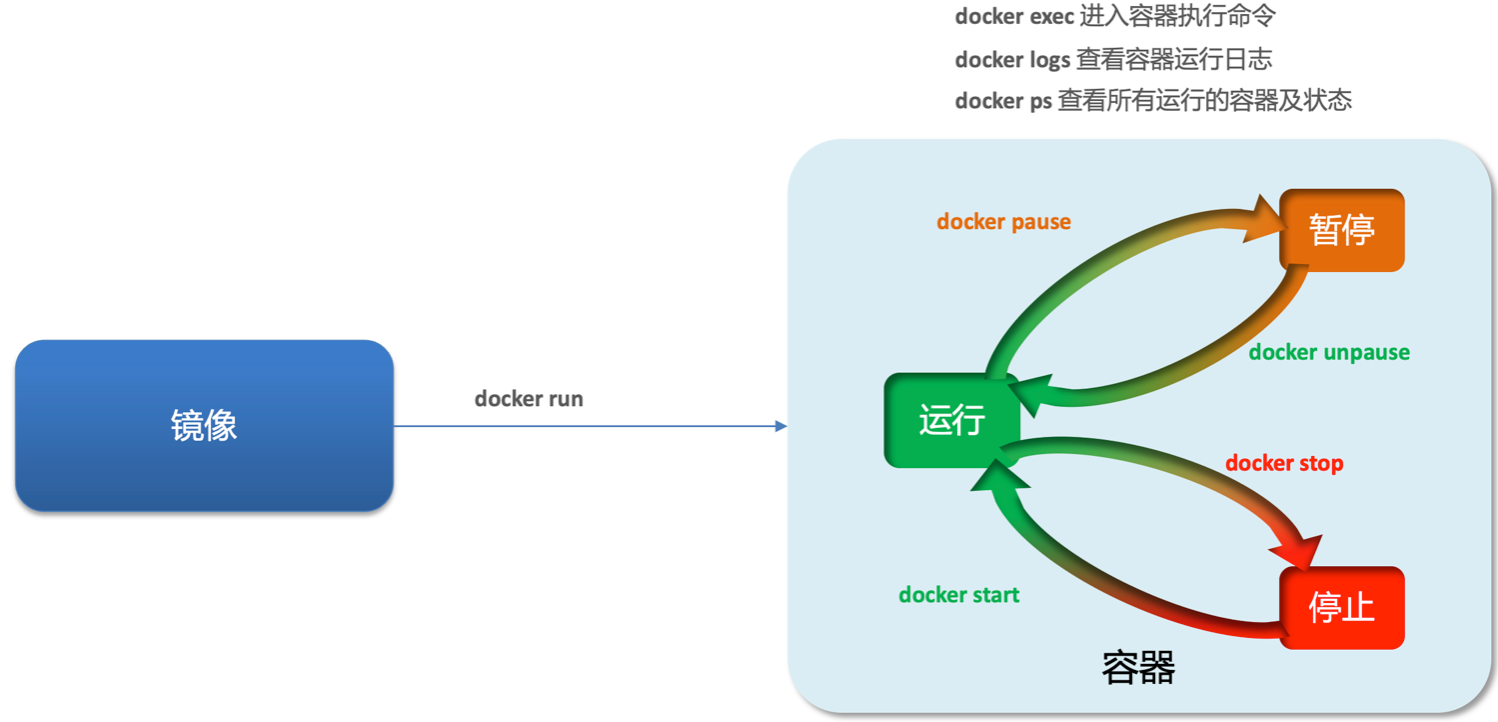 docker exec 进入容器执行命令
docker logs 查看容器运行日志
docker ps 查看所有运行的容器及状态
docker pause
暂停
docker unpause
镜像
docker run
运行
docker stop
docker start
停止
容器